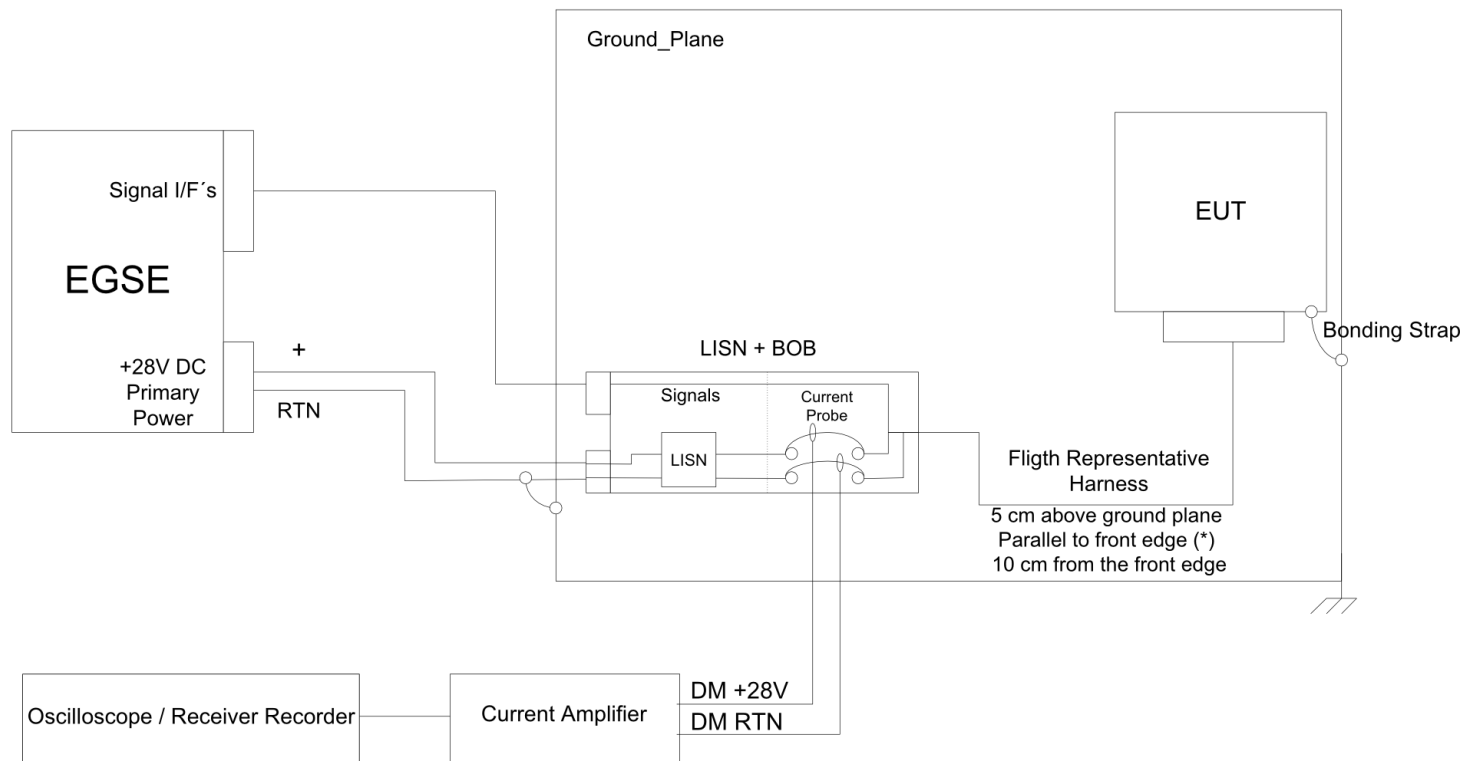 Ground_Plane
Signal I/F´s
EUT
EGSE
Bonding Strap
+
LISN + BOB
+28V DC
Primary
Power
RTN
Signals
Current
Probe
LISN
Fligth Representative
Harness
5 cm above ground plane
Parallel to front edge (*)
10 cm from the front edge
DM +28V
Oscilloscope / Receiver Recorder
Current Amplifier
DM RTN